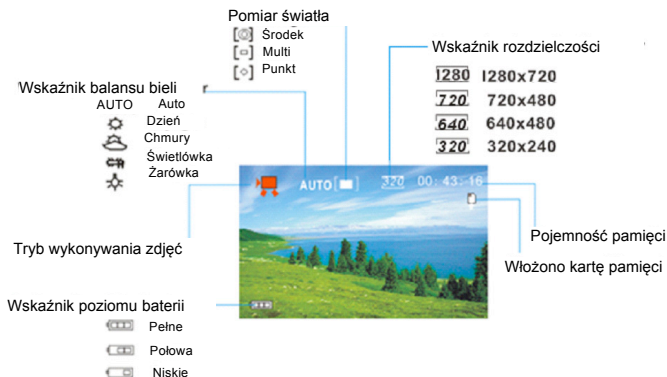 Pomiar światła
Środek
Multi
Punkt
Wskaźnik rozdzielczości
1280 1280x720
720 720x480
640 640x480
320 320x240
Wskaźnik balansu bieli
AUTO Auto
Dzień
Chmury
Świetlówka
Żarówka
AUTO 320 00:43:16
Tryb wykonywania zdjęć
Pojemność pamięci
Włożono kartę pamięci
Wskaźnik poziomu baterii
Pełne
Połowa
Niskie